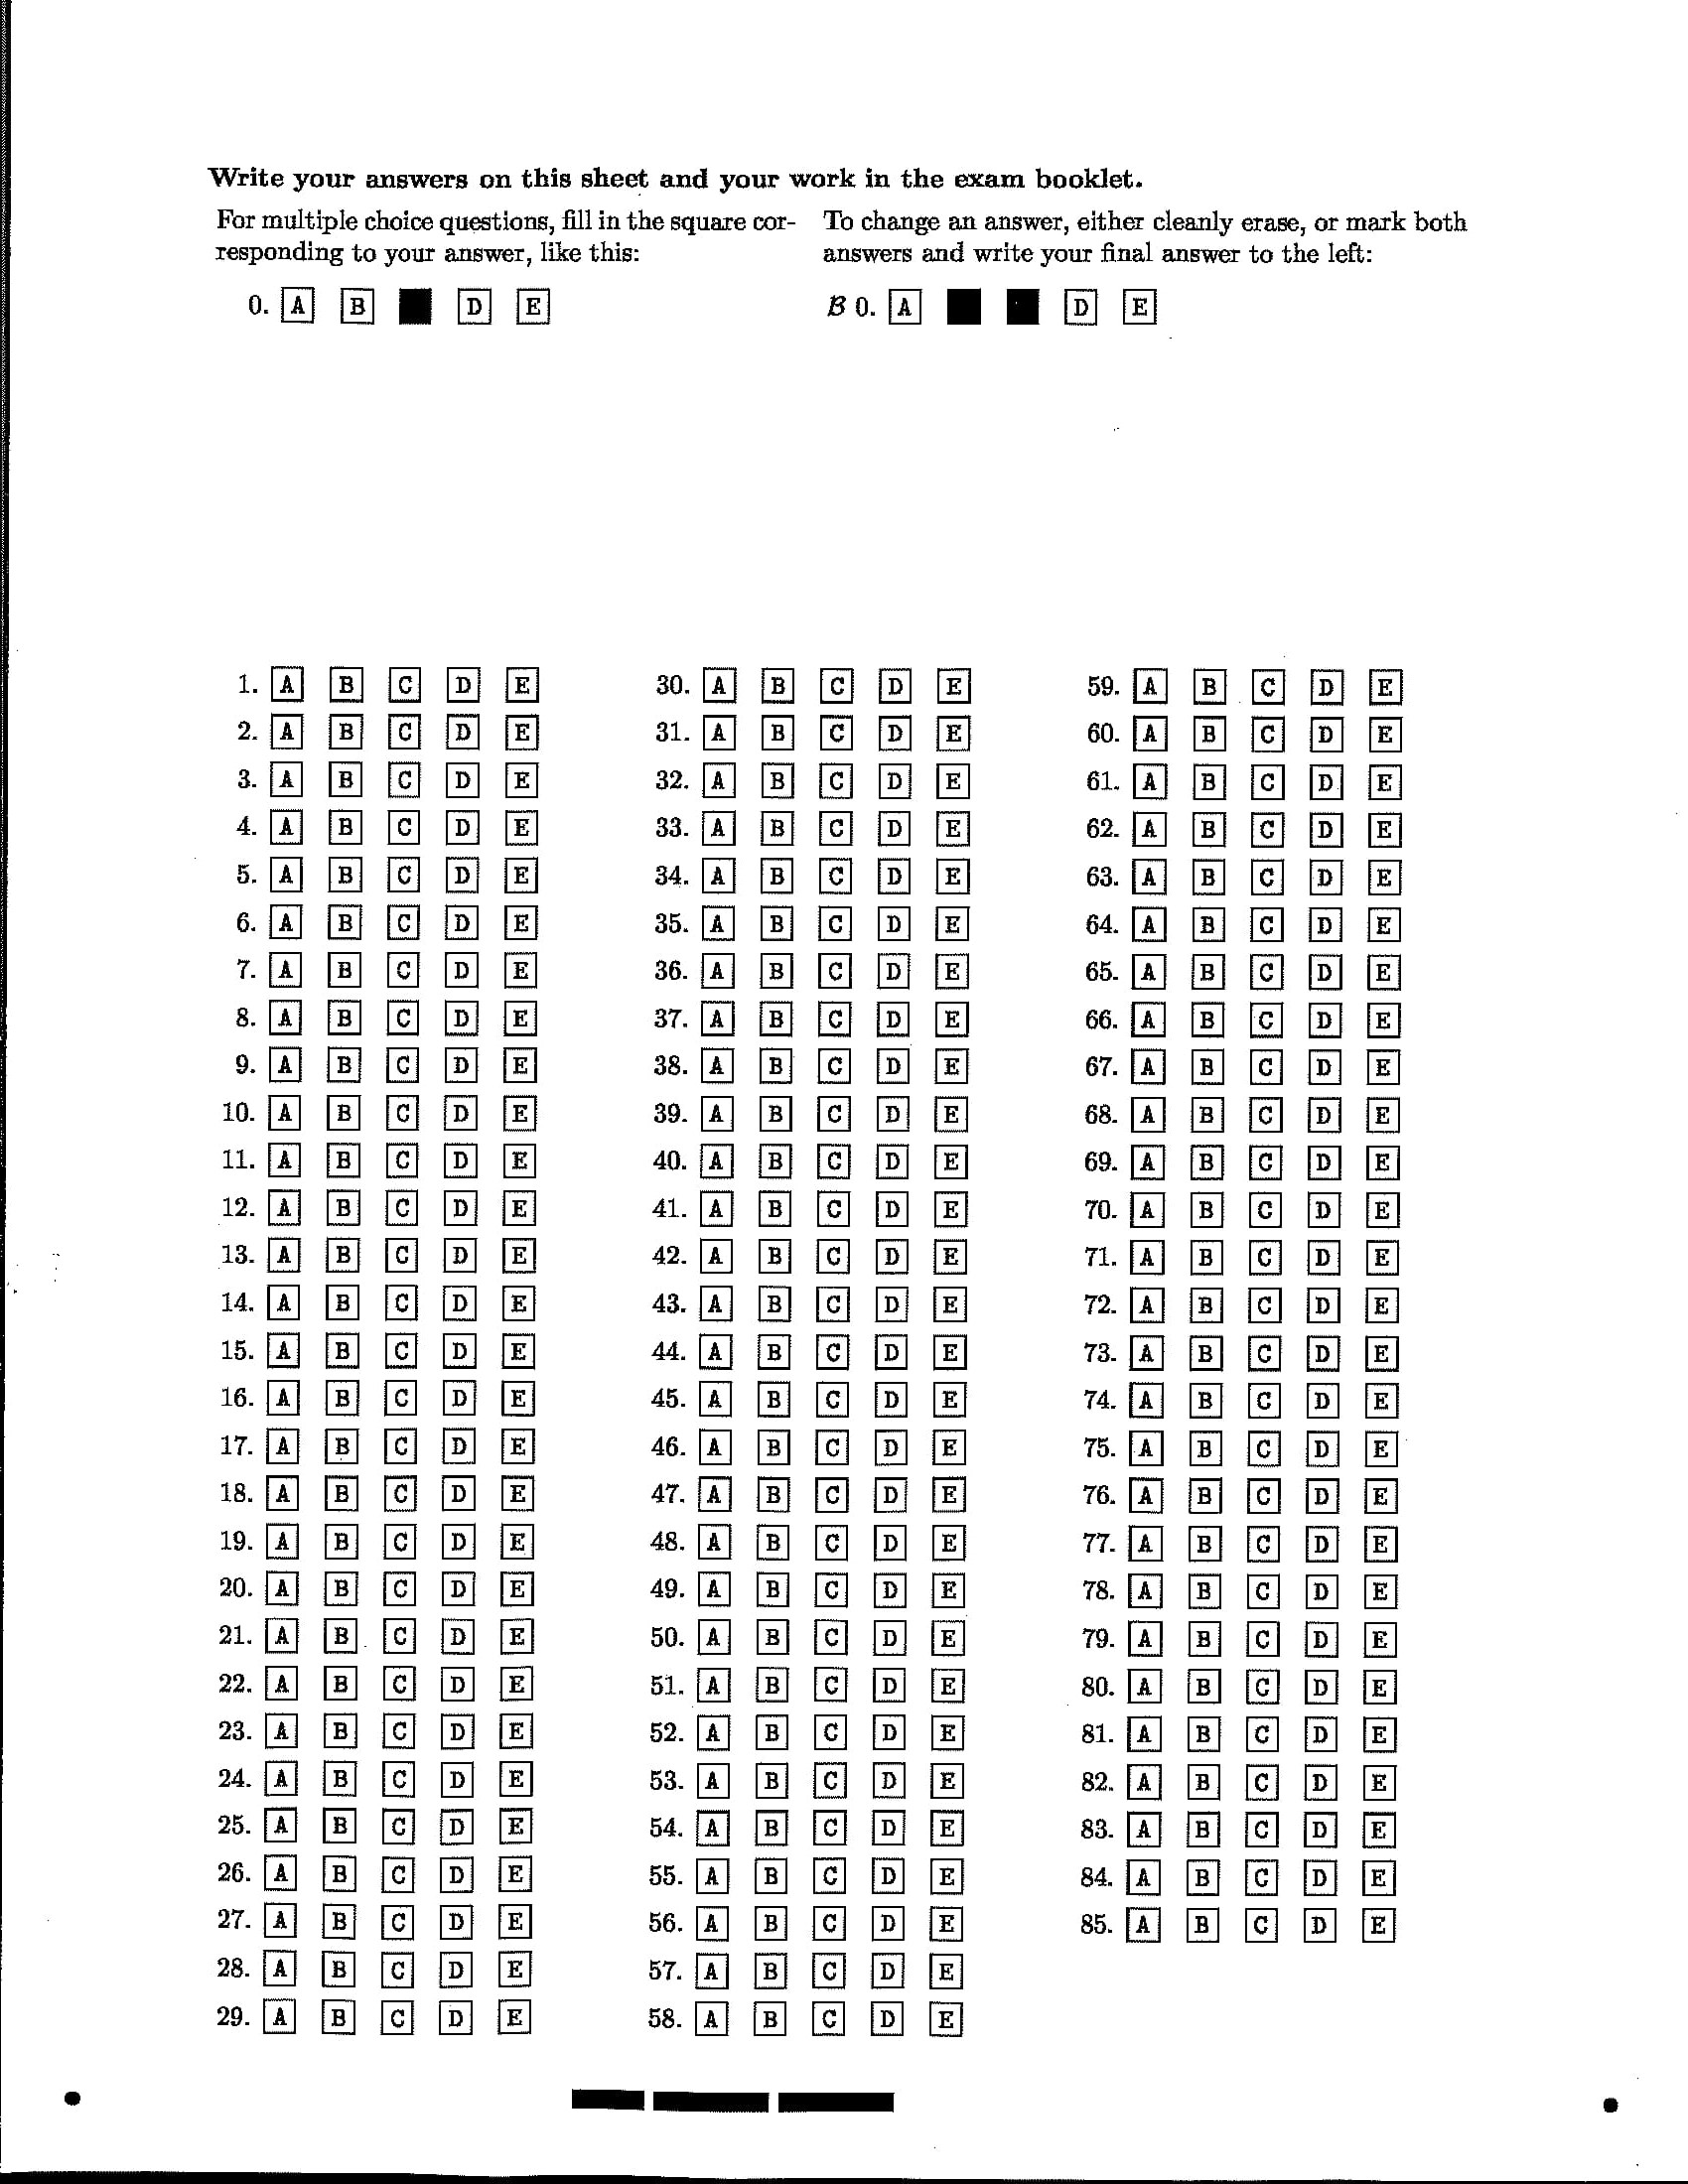 Write your answers on this sheet and your work in the exam booklet.
For multiple choice questions, fill in the square cor-
responding to your answer, like this:
0. A B D E
To change an answer, either cleanly erase, or mark both
answers and write your final answer to the left:
B 0. A D E
1. A B C D E
2. A B C D E
3. A B C D E
4. A B C D E
5. A B C D E
6. A B C D E
7. A B C D E
8. A B C D E
9. A B C D E
10. A B C D E
11. A B C D E
12. A B C D E
13. A B C D E
14. A B C D E
15. A B C D E
16. A B C D E
17. A B C D E
18. A B C D E
19. A B C D E
20. A B C D E
21. A B C D E
22. A B C D E
23. A B C D E
24. A B C D E
25. A B C D E
26. A B C D E
27. A B C D E
28. A B C D E
29. A B C D E
30. A B C D E
31. A B C D E
32. A B C D E
33. A B C D E
34. A B C D E
35. A B C D E
36. A B C D E
37. A B C D E
38. A B C D E
39. A B C D E
40. A B C D E
41. A B C D E
42. A B C D E
43. A B C D E
44. A B C D E
45. A B C D E
46. A B C D E
47. A B C D E
48. A B C D E
49. A B C D E
50. A B C D E
51. A B C D E
52. A B C D E
53. A B C D E
54. A B C D E
55. A B C D E
56. A B C D E
57. A B C D E
58. A B C D E
59. A B C D E
60. A B C D E
61. A B C D E
62. A B C D E
63. A B C D E
64. A B C D E
65. A B C D E
66. A B C D E
67. A B C D E
68. A B C D E
69. A B C D E
70. A B C D E
71. A B C D E
72. A B C D E
73. A B C D E
74. A B C D E
75. A B C D E
76. A B C D E
77. A B C D E
78. A B C D E
79. A B C D E
80. A B C D E
81. A B C D E
82. A B C D E
83. A B C D E
84. A B C D E
85. A B C D E